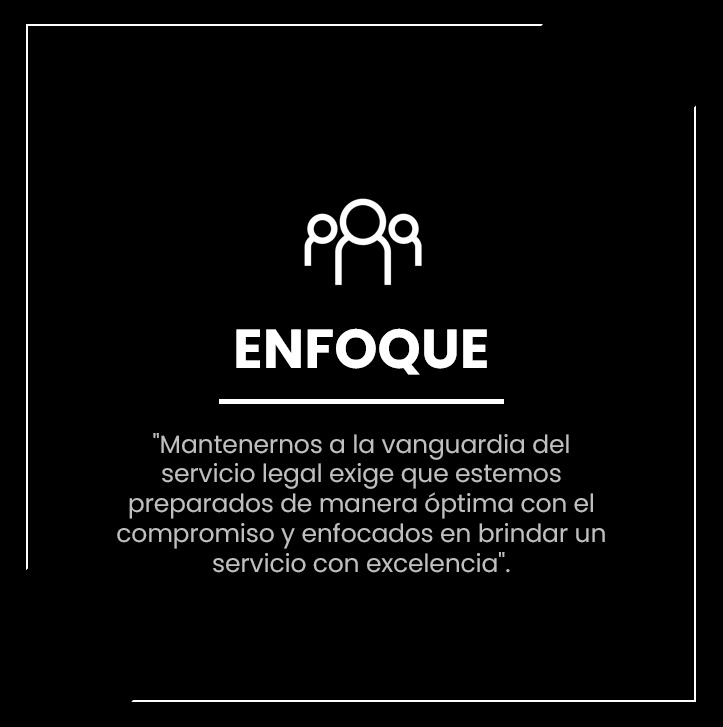 ENFOQUE
"Mantenernos a la vanguardia del
servicio legal exige que estemos
preparados de manera óptima con el
compromiso y enfocados en brindar un
servicio con excelencia".